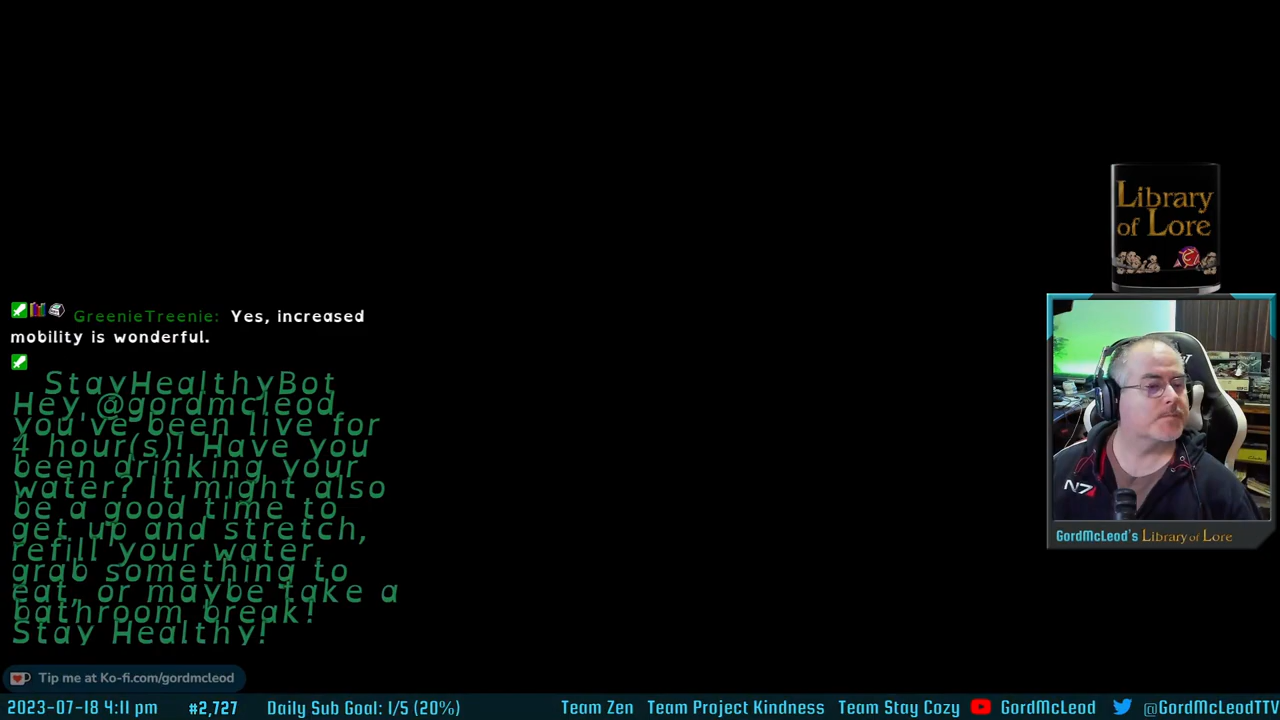 Library
of Lore
GreenieTreenie: Yes, increased
mobility is wonderful.
StayHealthyBot
Hey @gordmcleod,
you've been live for
4 hour(s)! Have you
been drinking your
water? It might also
be a good time to
get up and stretch,
refill your water,
grab something to
eat, or maybe take a
bathroom break!
Stay Healthy!
N7
GordMcLeod's Library of Lore
Tip me at Ko-fi.com/gordmcleod
2023-07-18 4:11 pm #2,727 Daily Sub Goal: 1/5 (20%) Team Zen Team Project Kindness Team Stay Cozy GordMcLeod @GordMcLeodTTV